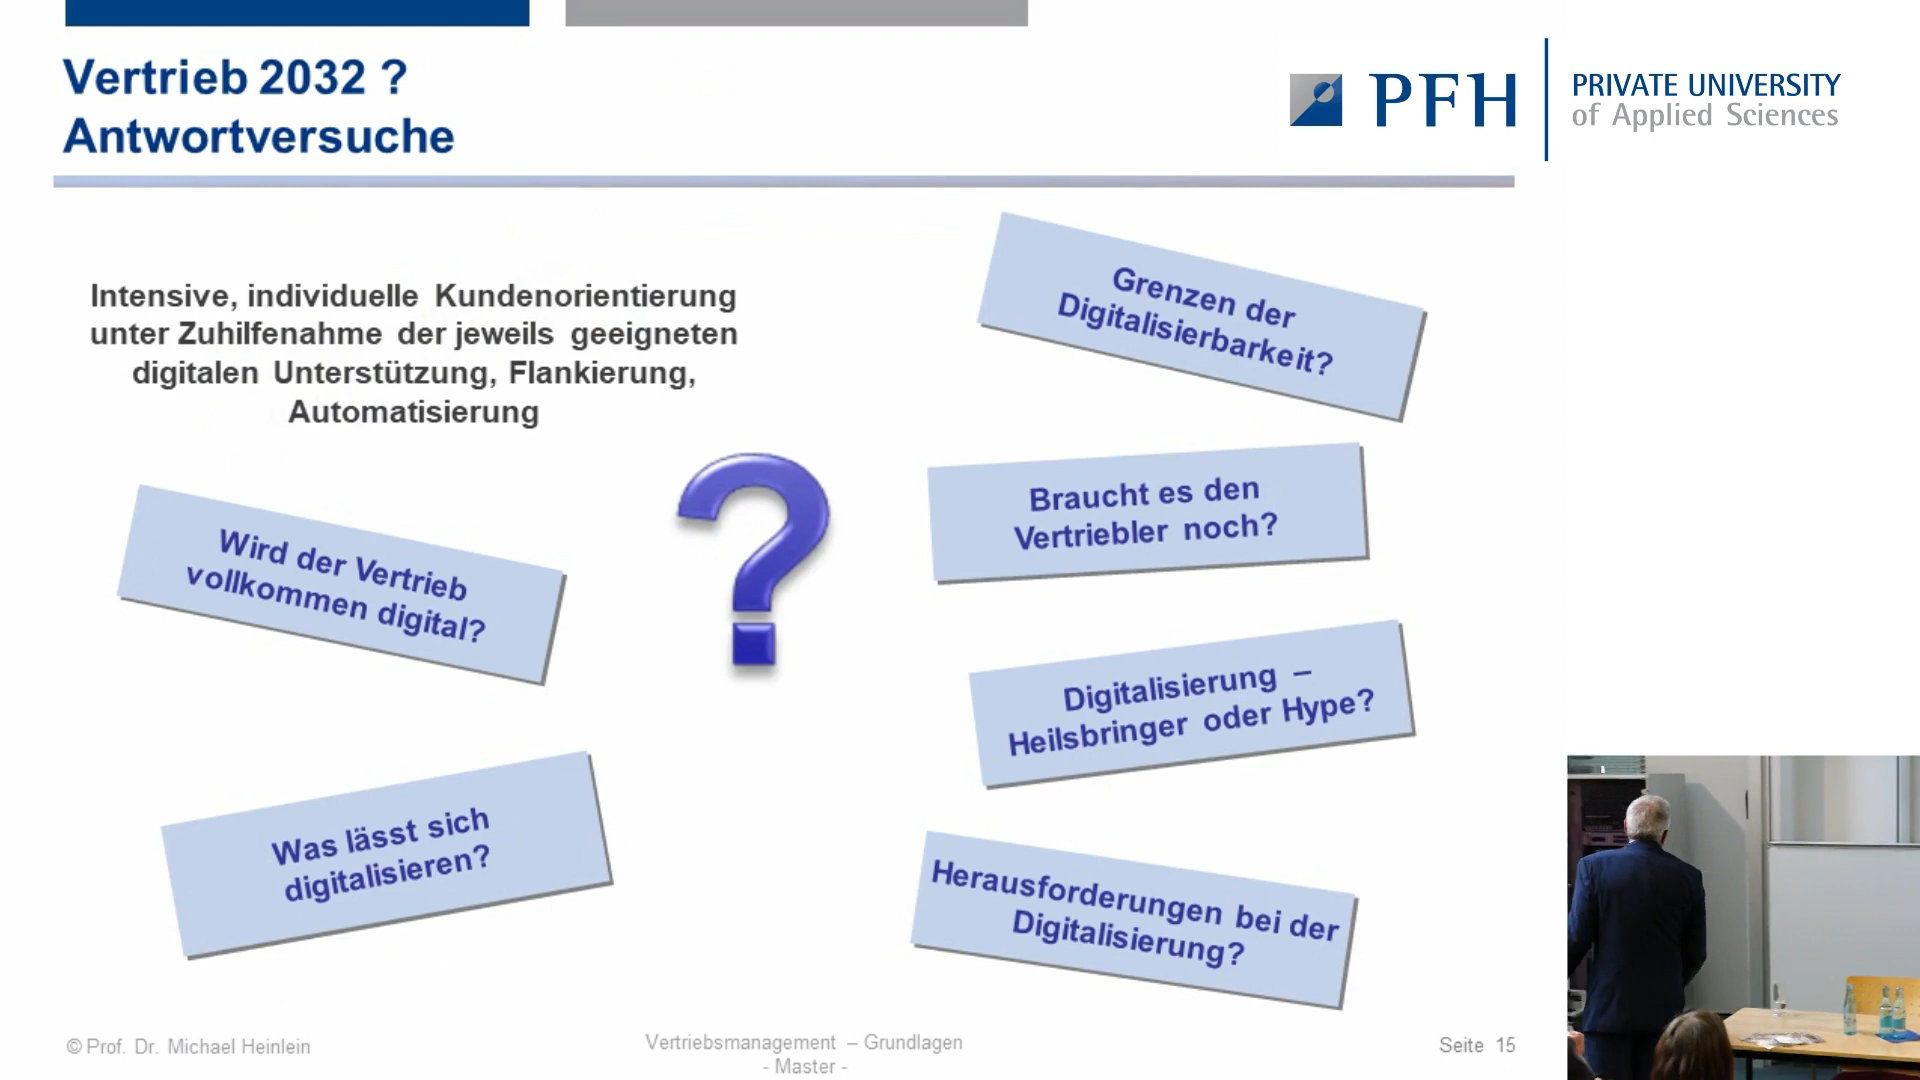 Vertrieb 2032 ?
Antwortversuche
PFH
PRIVATE UNIVERSITY
of Applied Sciences
Intensive, individuelle Kundenorientierung
unter Zuhilfenahme der jeweils geeigneten
digitalen Unterstützung, Flankierung,
Automatisierung
Grenzen der
Digitalisierbarkeit?
Braucht es den
Vertriebler noch?
Wird der Vertrieb
vollkommen digital?
?
Digitalisierung –
Heilsbringer oder Hype?
Was lässt sich
digitalisieren?
Herausforderungen bei der
Digitalisierung?
© Prof. Dr. Michael Heinlein
Vertriebsmanagement – Grundlagen
- Master -
Seite 15